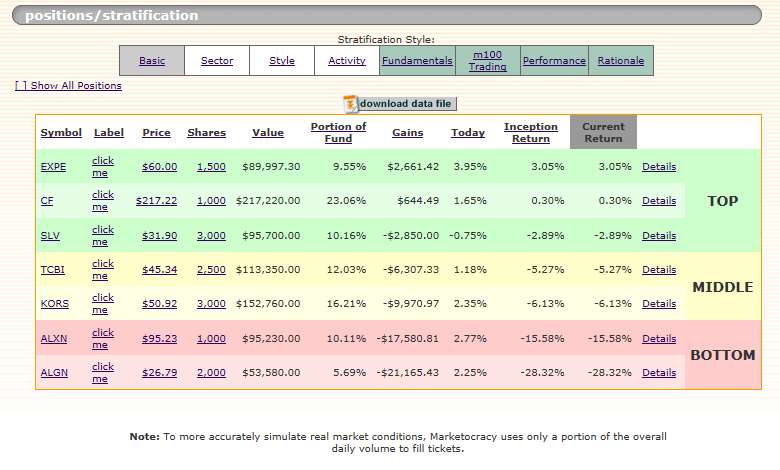 positions/stratification
Stratification Style:
Basic Sector Style Activity Fundamentals m100 Trading Performance Rationale
[ ] Show All Positions
download data file
Symbol Label Price Shares Value Portion of Fund Gains Today Inception Return Current Return
EXPE click me $60.00 1,500 $89,997.30 9.55% $2,661.42 3.95% 3.05% 3.05% Details
CF click me $217.22 1,000 $217,220.00 23.06% $644.49 1.65% 0.30% 0.30% Details
TOP
SLV click me $31.90 3,000 $95,700.00 10.16% -$2,850.00 -0.75% -2.89% -2.89% Details
TCBI click me $45.34 2,500 $113,350.00 12.03% -$6,307.33 1.18% -5.27% -5.27% Details
MIDDLE
KORS click me $50.92 3,000 $152,760.00 16.21% -$9,970.97 2.35% -6.13% -6.13% Details
ALXN click me $95.23 1,000 $95,230.00 10.11% -$17,580.81 2.77% -15.58% -15.58% Details
BOTTOM
ALGN click me $26.79 2,000 $53,580.00 5.69% -$21,165.43 2.25% -28.32% -28.32% Details
Note: To more accurately simulate real market conditions, Marketocracy uses only a portion of the overall
daily volume to fill tickets.